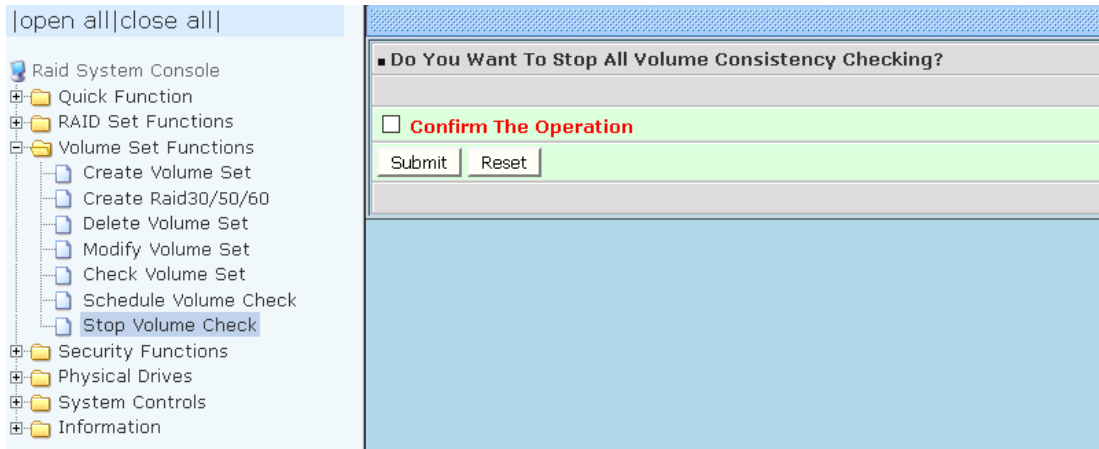 |open all|close all|
Raid System Console
Quick Function
RAID Set Functions
Volume Set Functions
Create Volume Set
Create Raid30/50/60
Delete Volume Set
Modify Volume Set
Check Volume Set
Schedule Volume Check
Stop Volume Check
Security Functions
Physical Drives
System Controls
Information
Do You Want To Stop All Volume Consistency Checking?
Confirm The Operation
Submit Reset